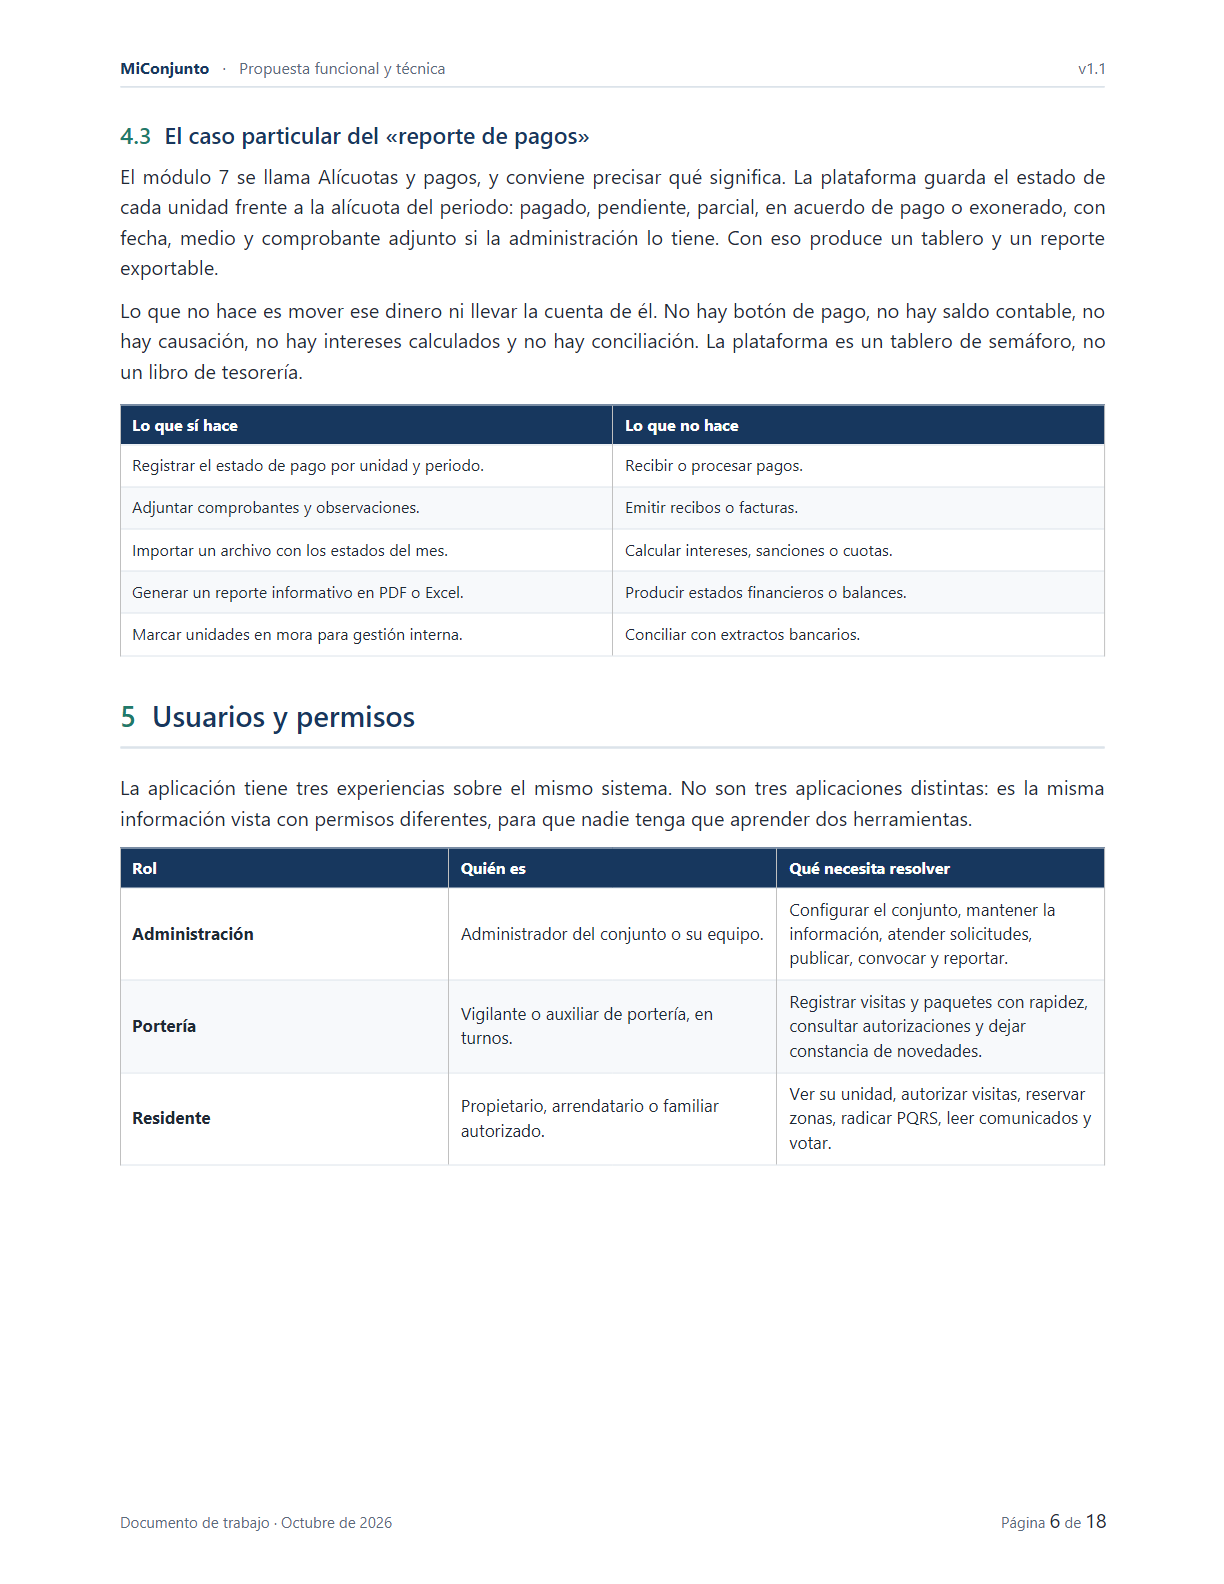 MiConjunto · Propuesta funcional y técnica v1.1
4.3 El caso particular del «reporte de pagos»
El módulo 7 se llama Alícuotas y pagos, y conviene precisar qué significa. La plataforma guarda el estado de
cada unidad frente a la alícuota del periodo: pagado, pendiente, parcial, en acuerdo de pago o exonerado, con
fecha, medio y comprobante adjunto si la administración lo tiene. Con eso produce un tablero y un reporte
exportable.
Lo que no hace es mover ese dinero ni llevar la cuenta de él. No hay botón de pago, no hay saldo contable, no
hay causación, no hay intereses calculados y no hay conciliación. La plataforma es un tablero de semáforo, no
un libro de tesorería.
Lo que sí hace Lo que no hace
Registrar el estado de pago por unidad y periodo. Recibir o procesar pagos.
Adjuntar comprobantes y observaciones. Emitir recibos o facturas.
Importar un archivo con los estados del mes. Calcular intereses, sanciones o cuotas.
Generar un reporte informativo en PDF o Excel. Producir estados financieros o balances.
Marcar unidades en mora para gestión interna. Conciliar con extractos bancarios.
5 Usuarios y permisos
La aplicación tiene tres experiencias sobre el mismo sistema. No son tres aplicaciones distintas: es la misma
información vista con permisos diferentes, para que nadie tenga que aprender dos herramientas.
Rol Quién es Qué necesita resolver
Administración
Administrador del conjunto o su equipo.
Configurar el conjunto, mantener la
información, atender solicitudes,
publicar, convocar y reportar.
Portería
Vigilante o auxiliar de portería, en
turnos.
Registrar visitas y paquetes con rapidez,
consultar autorizaciones y dejar
constancia de novedades.
Residente
Propietario, arrendatario o familiar
autorizado.
Ver su unidad, autorizar visitas, reservar
zonas, radicar PQRS, leer comunicados y
votar.
Documento de trabajo · Octubre de 2026 Página 6 de 18